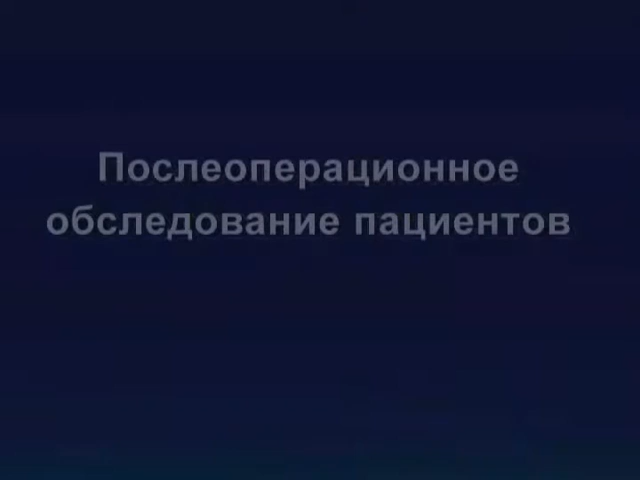 Послеоперационное
обследование пациентов